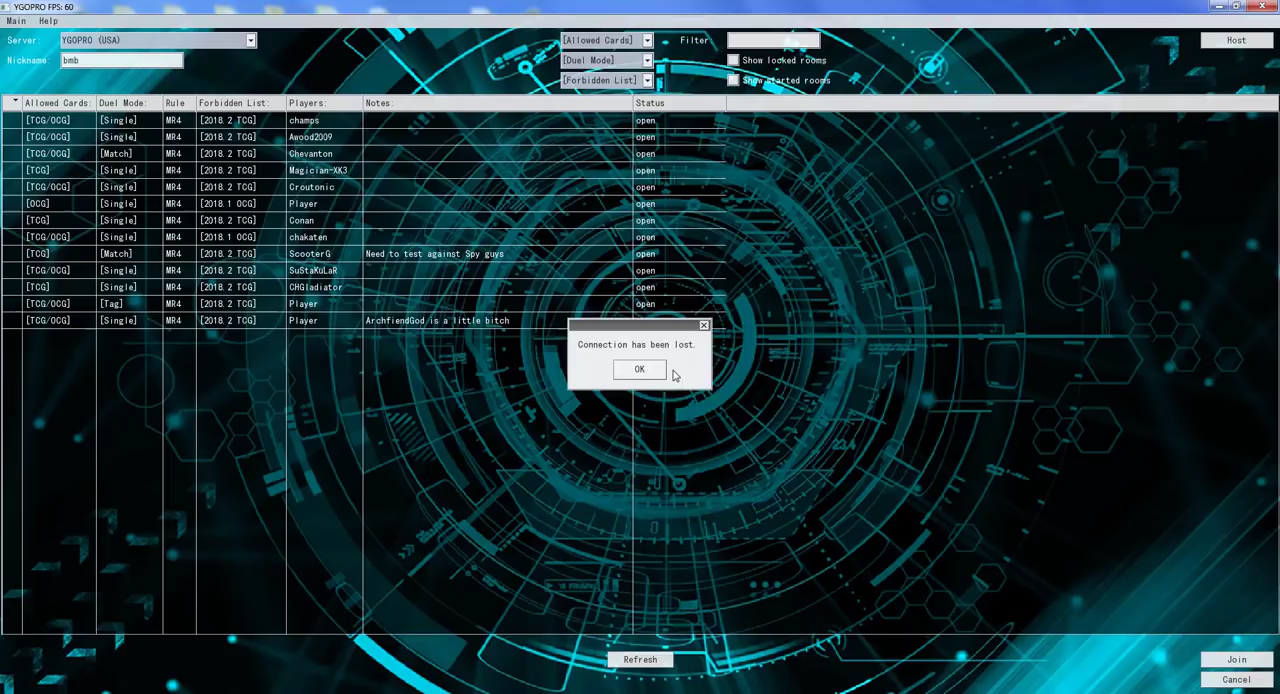 YGOPRO FPS: 60
Main Help
Server: YGOPRO (USA) [Allowed Cards] Filter Host
Nickname: bmb [Duel Mode] Show locked rooms
[Forbidden List] Show started rooms
Allowed Cards: Duel Mode: Rule Forbidden List: Players: Notes: Status
[TCG/OCG] [Single] MR4 [2018.2 TCG] champs open
[TCG/OCG] [Single] MR4 [2018.2 TCG] Awood2009 open
[TCG/OCG] [Match] MR4 [2018.2 TCG] Chevanton open
[TCG] [Single] MR4 [2018.2 TCG] Magician-XK3 open
[TCG/OCG] [Single] MR4 [2018.2 TCG] Croutonic open
[OCG] [Single] MR4 [2018.1 OCG] Player open
[TCG] [Single] MR4 [2018.2 TCG] Conan open
[TCG/OCG] [Single] MR4 [2018.1 OCG] chakaten open
[TCG] [Match] MR4 [2018.2 TCG] ScooterG Need to test against Spy guys open
[TCG/OCG] [Single] MR4 [2018.2 TCG] SuStaKuLaR open
[TCG] [Single] MR4 [2018.2 TCG] CHGladiator open
[TCG/OCG] [Tag] MR4 [2018.2 TCG] Player open
[TCG/OCG] [Single] MR4 [2018.2 TCG] Player ArchfiendGod is a little bitch
Connection has been lost.
OK
Refresh Join
Cancel